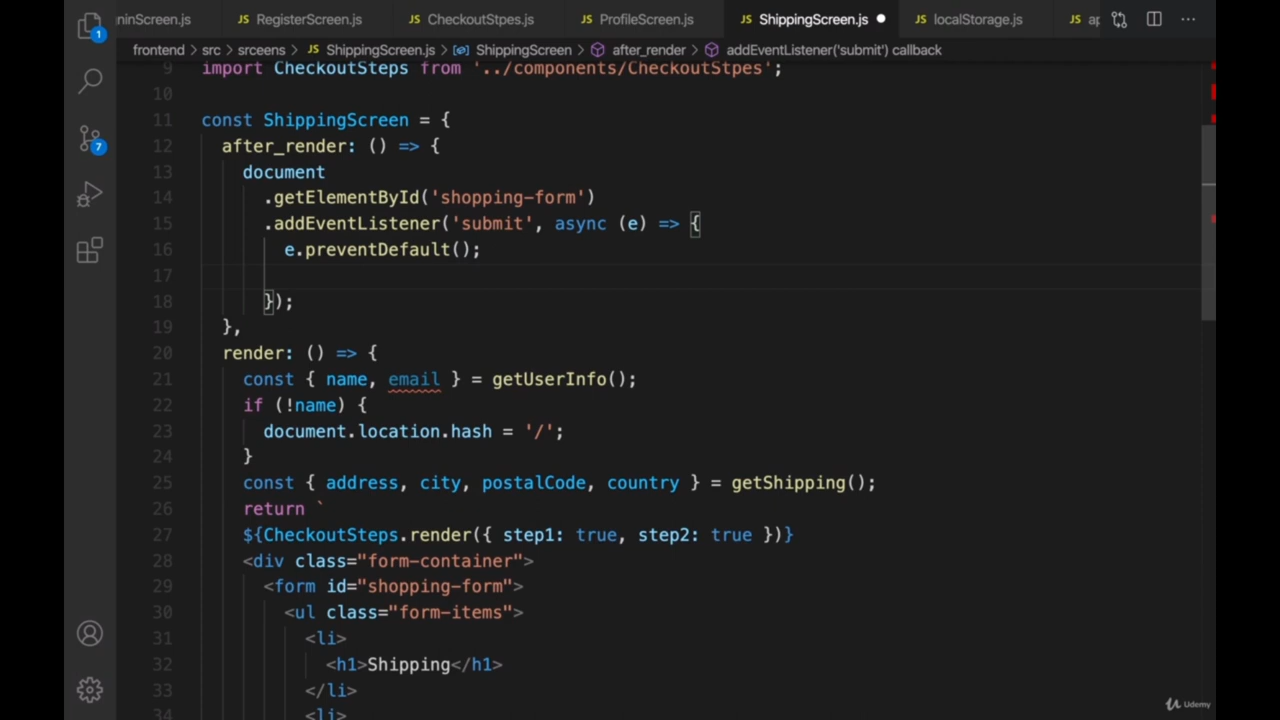 ninScreen.js
RegisterScreen.js
CheckoutStpes.js
ProfileScreen.js
ShippingScreen.js
localStorage.js
ap
frontend > src > srceens > JS ShippingScreen.js > ShippingScreen > after_render > addEventListener('submit') callback
9 import CheckoutSteps from '../components/CheckoutStpes';
10
11 const ShippingScreen = {
12 after_render: () => {
13 document
14 .getElementById('shopping-form')
15 .addEventListener('submit', async (e) => {
16 e.preventDefault();
17
18 });
19 },
20 render: () => {
21 const { name, email } = getUserInfo();
22 if (!name) {
23 document.location.hash = '/';
24 }
25 const { address, city, postalCode, country } = getShipping();
26 return `
27 ${CheckoutSteps.render({ step1: true, step2: true })}
28 <div class="form-container">
29 <form id="shopping-form">
30 <ul class="form-items">
31 <li>
32 <h1>Shipping</h1>
33 </li>
34 <li>
1
7
Udemy